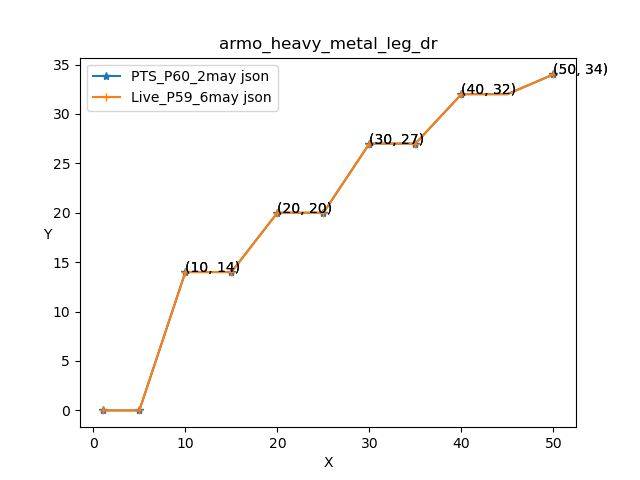 armo_heavy_metal_leg_dr
PTS_P60_2may json
Live_P59_6may json
35
30
25
20
15
10
5
0
Y
(50, 34)
(40, 32)
(30, 27)
(20, 20)
(10, 14)
0 10 20 30 40 50
X